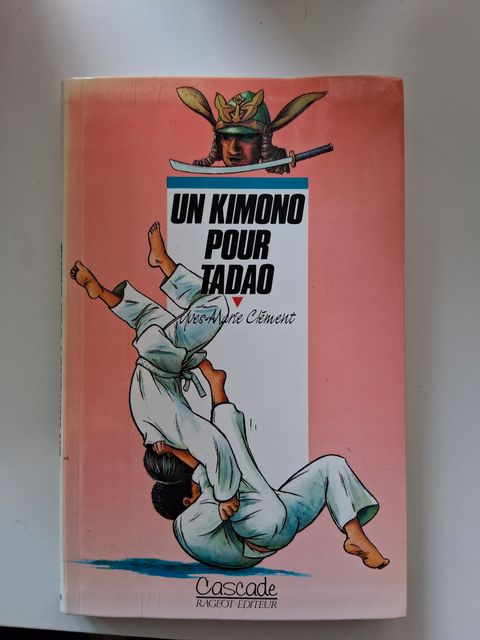 UN KIMONO
POUR
TADAO
Yves-Marie Clément
Cascade
RAGEOT·EDITEUR